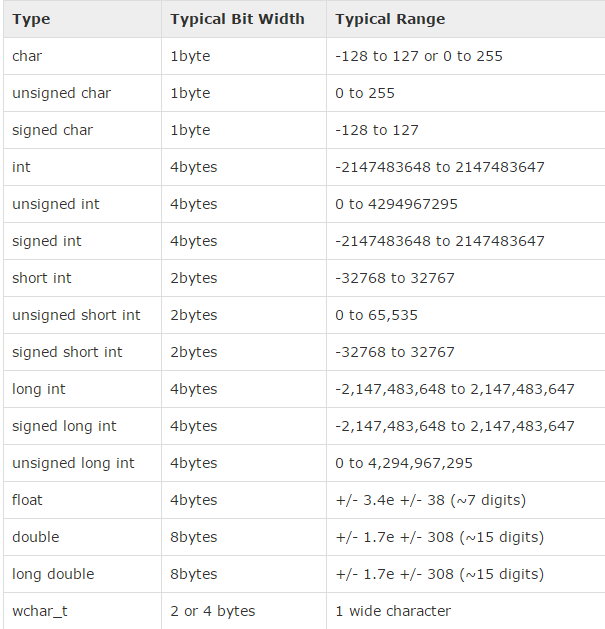 Type Typical Bit Width Typical Range
char 1byte -128 to 127 or 0 to 255
unsigned char 1byte 0 to 255
signed char 1byte -128 to 127
int 4bytes -2147483648 to 2147483647
unsigned int 4bytes 0 to 4294967295
signed int 4bytes -2147483648 to 2147483647
short int 2bytes -32768 to 32767
unsigned short int 2bytes 0 to 65,535
signed short int 2bytes -32768 to 32767
long int 4bytes -2,147,483,648 to 2,147,483,647
signed long int 4bytes -2,147,483,648 to 2,147,483,647
unsigned long int 4bytes 0 to 4,294,967,295
float 4bytes +/- 3.4e +/- 38 (~7 digits)
double 8bytes +/- 1.7e +/- 308 (~15 digits)
long double 8bytes +/- 1.7e +/- 308 (~15 digits)
wchar_t 2 or 4 bytes 1 wide character